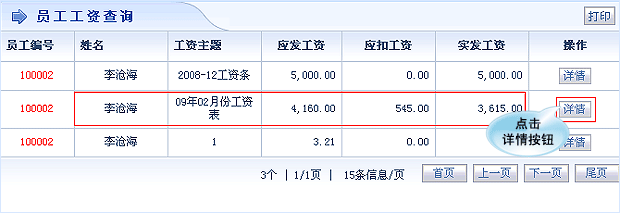 员工工资查询 打印
员工编号 姓名 工资主题 应发工资 应扣工资 实发工资 操作
100002 李沧海 2008-12工资条 5,000.00 0.00 5,000.00 详情
100002 李沧海 09年02月份工资表 4,160.00 545.00 3,615.00 详情
100002 李沧海 1 3.21 0.00 详情
点击
详情按钮
3个 | 1/1页 | 15条信息/页 首页 上一页 下一页 尾页